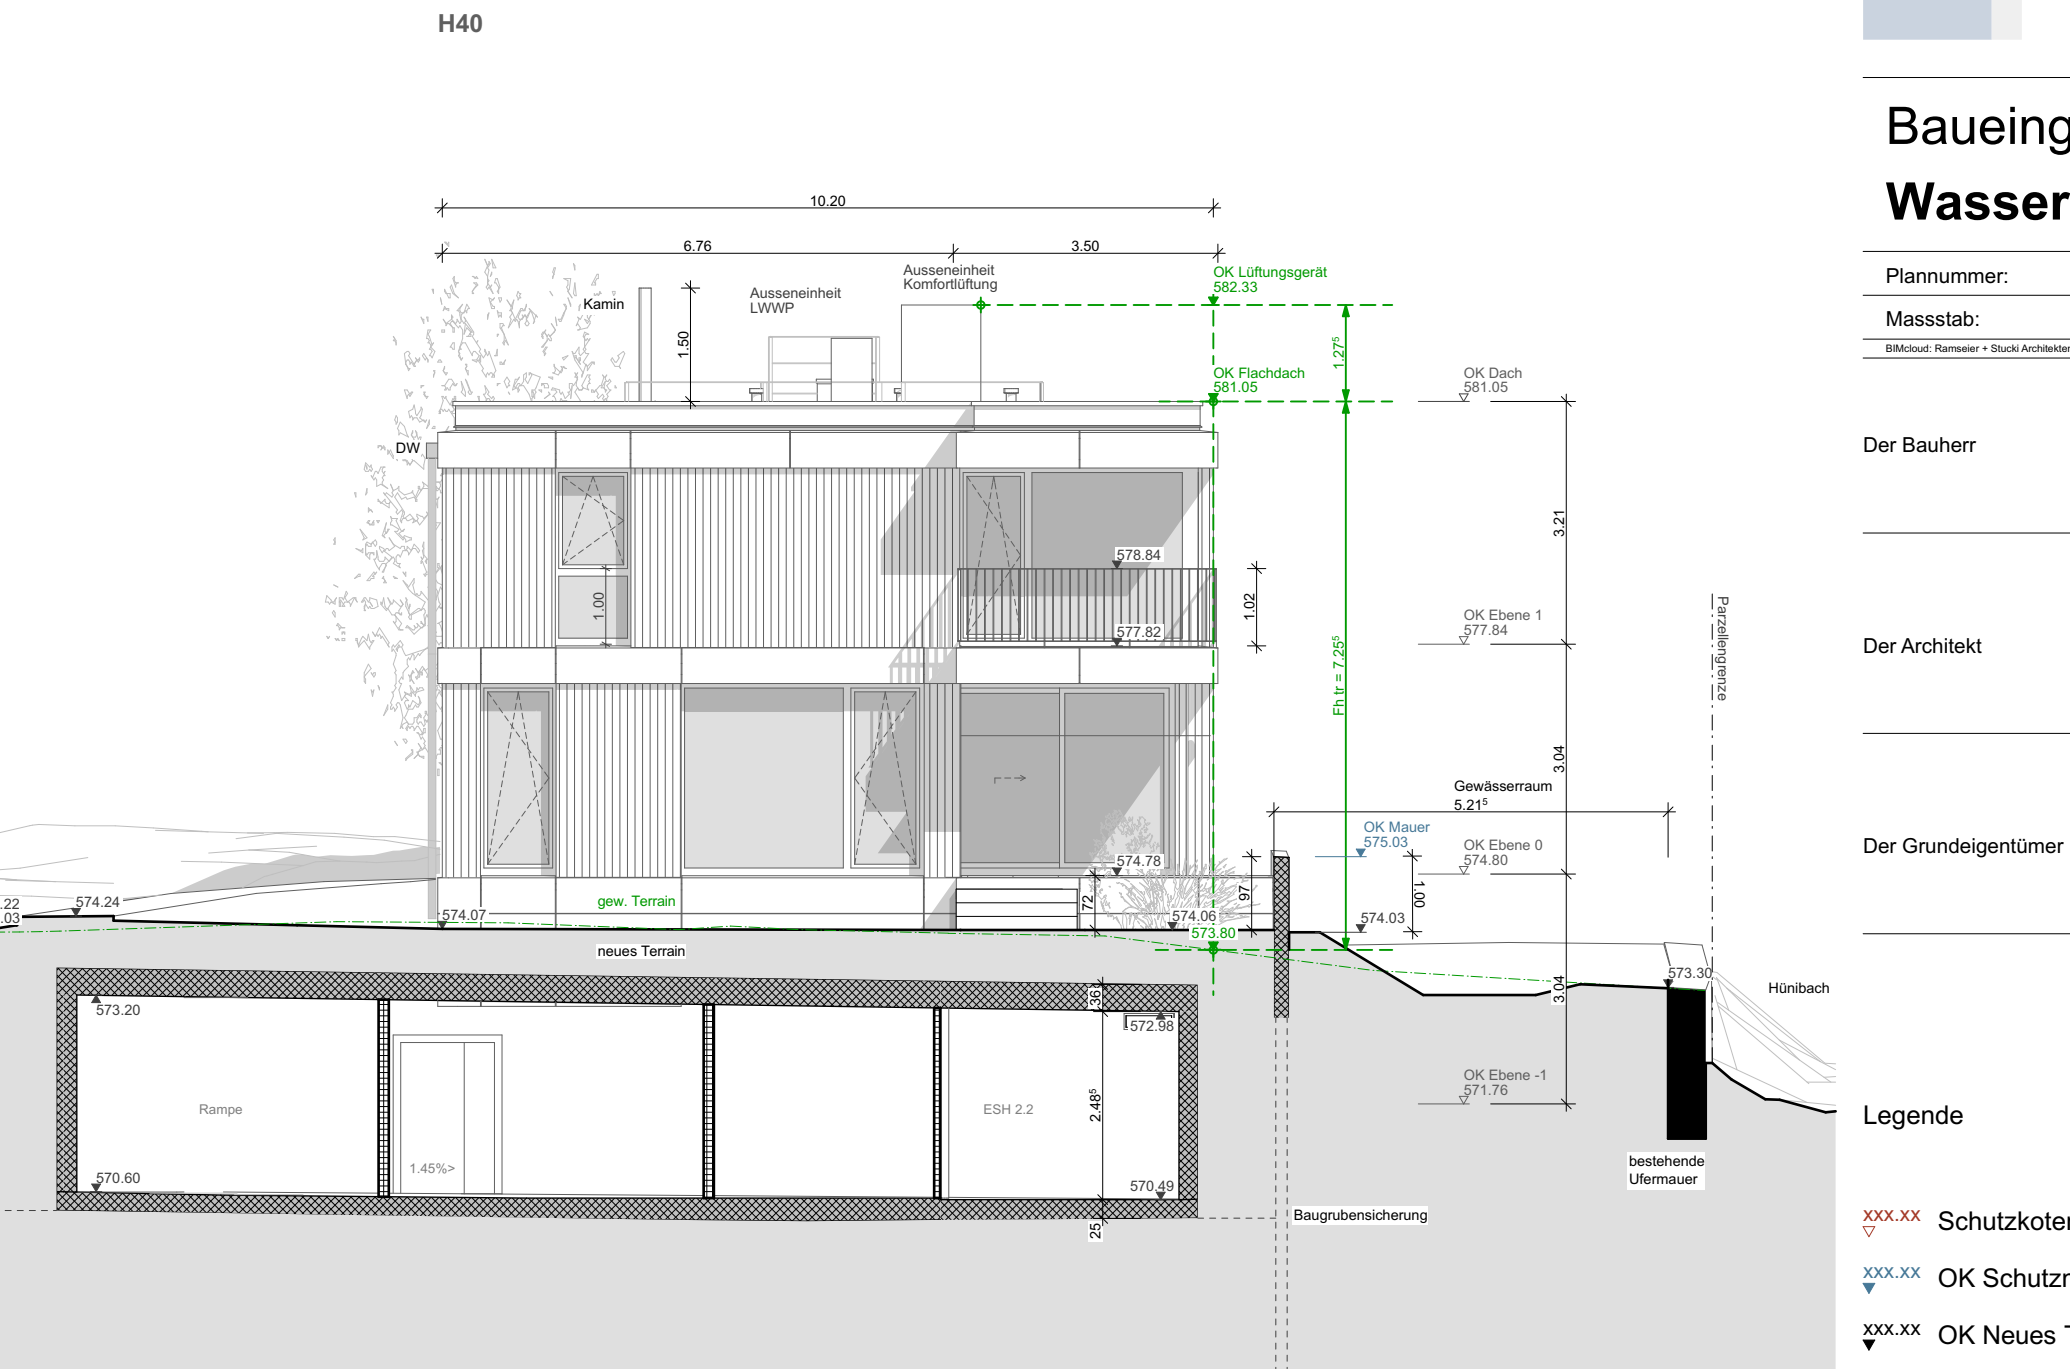 H40
10.20
6.76
3.50
Kamin
1.50
Ausseneinheit
LWWP
Ausseneinheit
Komfortlüftung
OK Lüftungsgerät
582.33
1.27⁵
OK Flachdach
581.05
OK Dach
581.05
DW
3.21
578.84
1.00
1.02
577.82
OK Ebene 1
577.84
Parzellengrenze
Fh tr = 7.25⁵
3.04
Gewässerraum
5.21⁵
OK Mauer
575.03
OK Ebene 0
574.80
574.78
72
97
1.00
gew. Terrain
.22
.03
574.24
574.07
574.06
573.80
574.03
neues Terrain
573.30
Hünibach
3.04
36
573.20
572.98
OK Ebene -1
571.76
Rampe
ESH 2.2
2.48⁵
1.45%>
570.60
570.49
25
bestehende
Ufermauer
Baugrubensicherung
Baueing
Wasser
Plannummer:
Massstab:
BIMcloud: Ramseier + Stucki Architekten
Der Bauherr
Der Architekt
Der Grundeigentümer
Legende
xxx.xx Schutzkoten
xxx.xx OK Schutz
xxx.xx OK Neues T